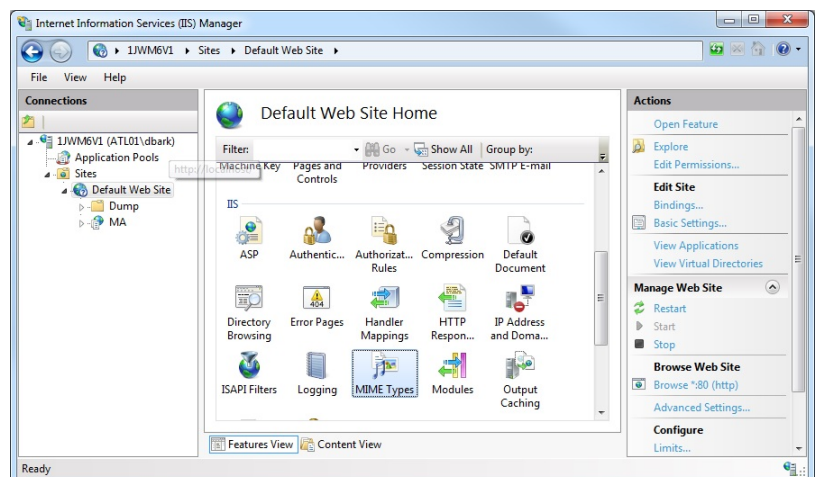 Internet Information Services (IIS) Manager
1JWM6V1 Sites Default Web Site
File View Help
Connections
1JWM6V1 (ATL01\dbark)
Application Pools
Sites
http://localhost/
Default Web Site
Dump
MA
Default Web Site Home
Filter: Go Show All Group by:
Machine Key Pages and Controls Providers Session State SMTP E-mail
IIS
ASP Authentic... Authorizat... Rules Compression Default Document
Directory Browsing Error Pages Handler Mappings HTTP Respon... IP Address and Doma...
ISAPI Filters Logging MIME Types Modules Output Caching
Features View Content View
Actions
Open Feature
Explore
Edit Permissions...
Edit Site
Bindings...
Basic Settings...
View Applications
View Virtual Directories
Manage Web Site
Restart
Start
Stop
Browse Web Site
Browse *:80 (http)
Advanced Settings...
Configure
Limits...
Ready